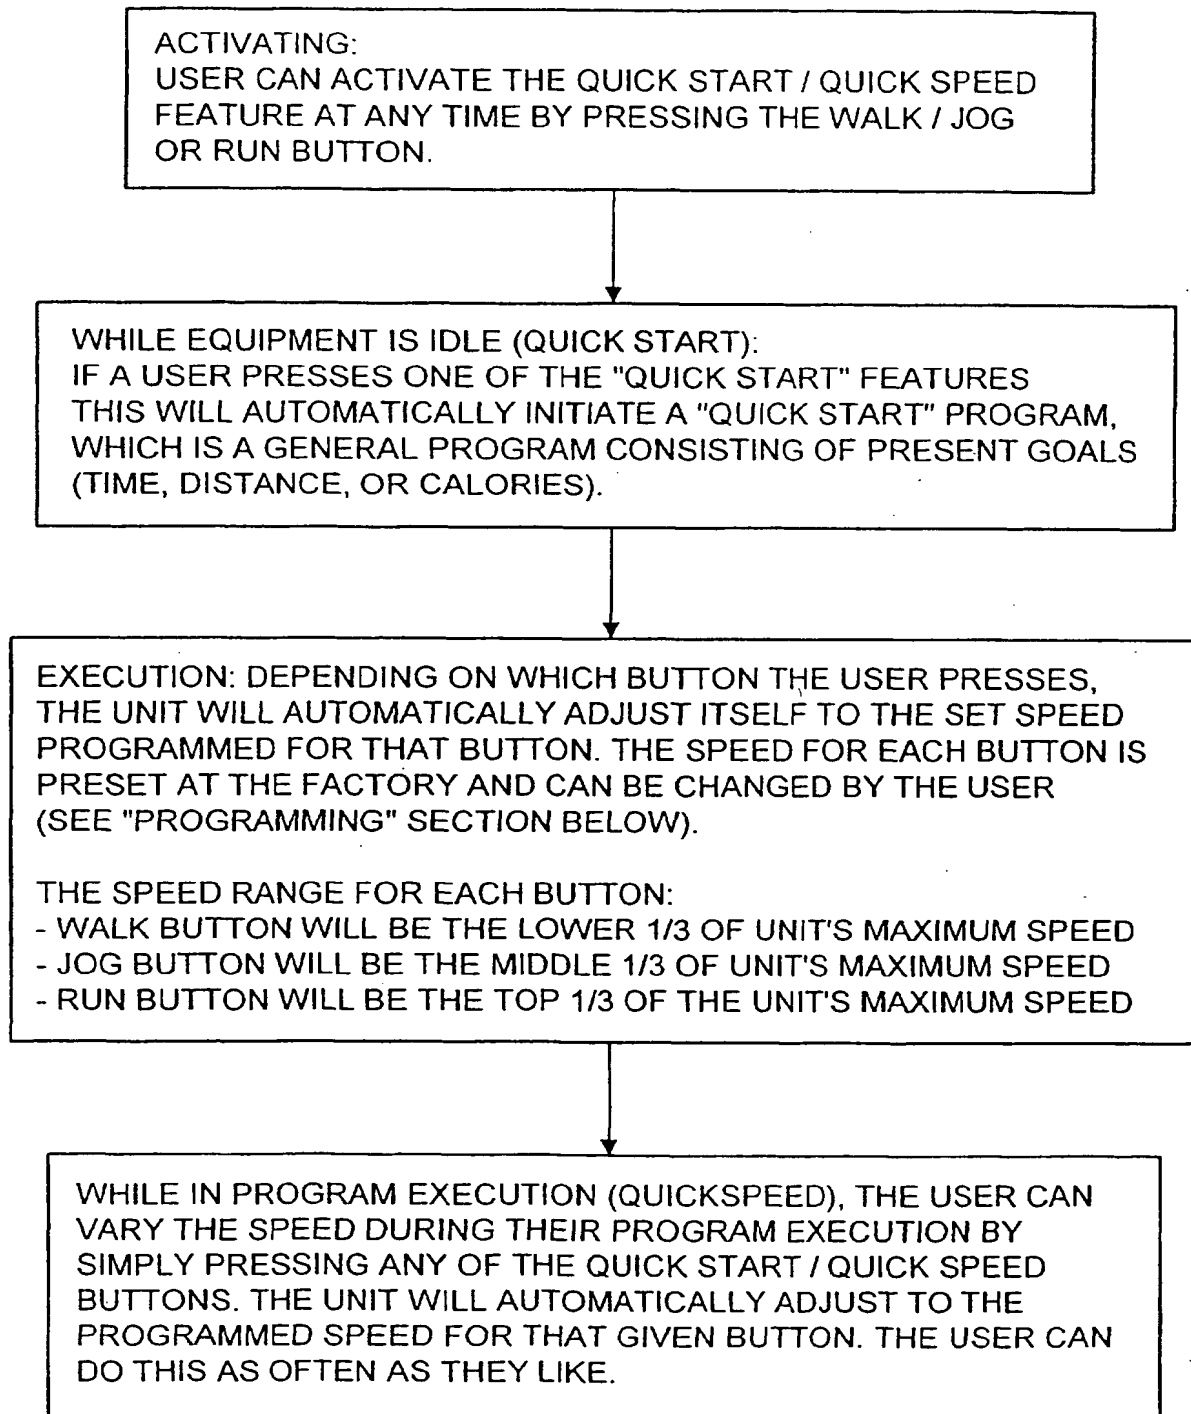 ACTIVATING:
USER CAN ACTIVATE THE QUICK START / QUICK SPEED
FEATURE AT ANY TIME BY PRESSING THE WALK / JOG
OR RUN BUTTON.
WHILE EQUIPMENT IS IDLE (QUICK START):
IF A USER PRESSES ONE OF THE "QUICK START" FEATURES
THIS WILL AUTOMATICALLY INITIATE A "QUICK START" PROGRAM,
WHICH IS A GENERAL PROGRAM CONSISTING OF PRESENT GOALS
(TIME, DISTANCE, OR CALORIES).
EXECUTION: DEPENDING ON WHICH BUTTON THE USER PRESSES,
THE UNIT WILL AUTOMATICALLY ADJUST ITSELF TO THE SET SPEED
PROGRAMMED FOR THAT BUTTON. THE SPEED FOR EACH BUTTON IS
PRESET AT THE FACTORY AND CAN BE CHANGED BY THE USER
(SEE "PROGRAMMING" SECTION BELOW).
THE SPEED RANGE FOR EACH BUTTON:
- WALK BUTTON WILL BE THE LOWER 1/3 OF UNIT'S MAXIMUM SPEED
- JOG BUTTON WILL BE THE MIDDLE 1/3 OF UNIT'S MAXIMUM SPEED
- RUN BUTTON WILL BE THE TOP 1/3 OF THE UNIT'S MAXIMUM SPEED
WHILE IN PROGRAM EXECUTION (QUICKSPEED), THE USER CAN
VARY THE SPEED DURING THEIR PROGRAM EXECUTION BY
SIMPLY PRESSING ANY OF THE QUICK START / QUICK SPEED
BUTTONS. THE UNIT WILL AUTOMATICALLY ADJUST TO THE
PROGRAMMED SPEED FOR THAT GIVEN BUTTON. THE USER CAN
DO THIS AS OFTEN AS THEY LIKE.